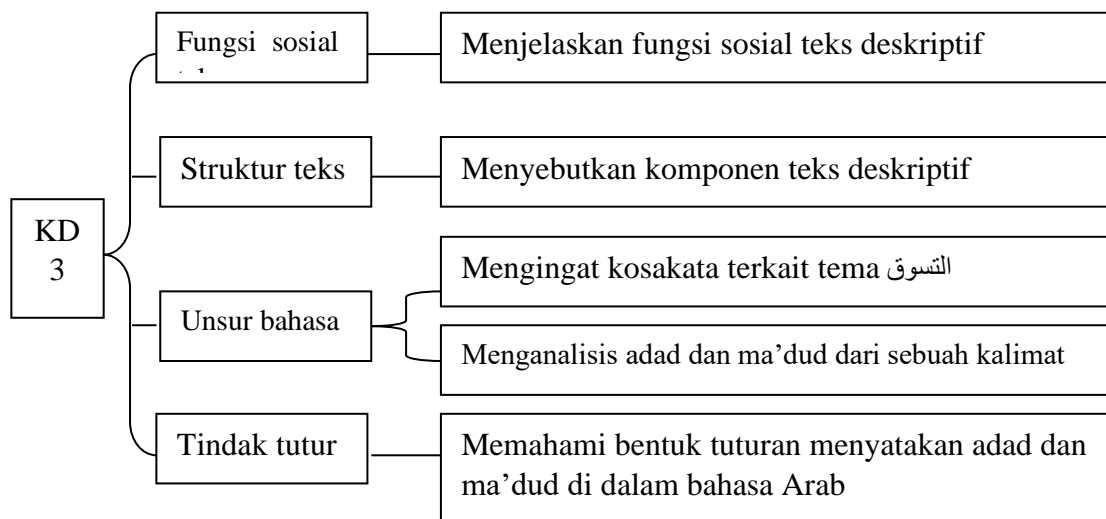 Fungsi sosial
Menjelaskan fungsi sosial teks deskriptif
Struktur teks
Menyebutkan komponen teks deskriptif
KD
3
Unsur bahasa
Mengingat kosakata terkait tema التسوق
Menganalisis adad dan ma’dud dari sebuah kalimat
Tindak tutur
Memahami bentuk tuturan menyatakan adad dan
ma’dud di dalam bahasa Arab